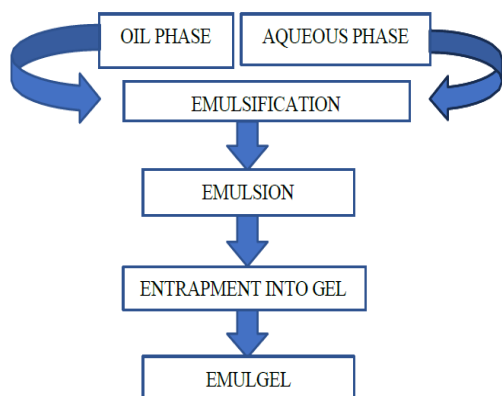 OIL PHASE
AQUEOUS PHASE
EMULSIFICATION
EMULSION
ENTRAPMENT INTO GEL
EMULGEL